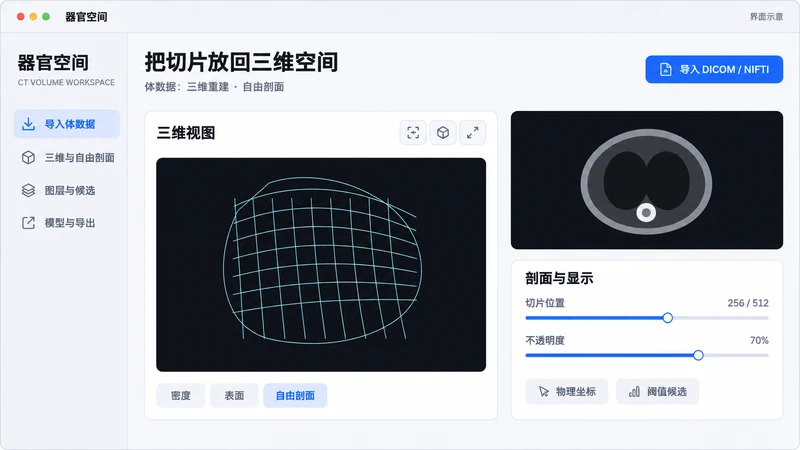 器官空间
界面示意
器官空间
CT VOLUME WORKSPACE
导入体数据
三维与自由剖面
图层与候选
模型与导出
把切片放回三维空间
体数据：三维重建 · 自由剖面
导入 DICOM / NIFTI
三维视图
密度
表面
自由剖面
剖面与显示
切片位置
256 / 512
不透明度
70%
物理坐标
阈值候选